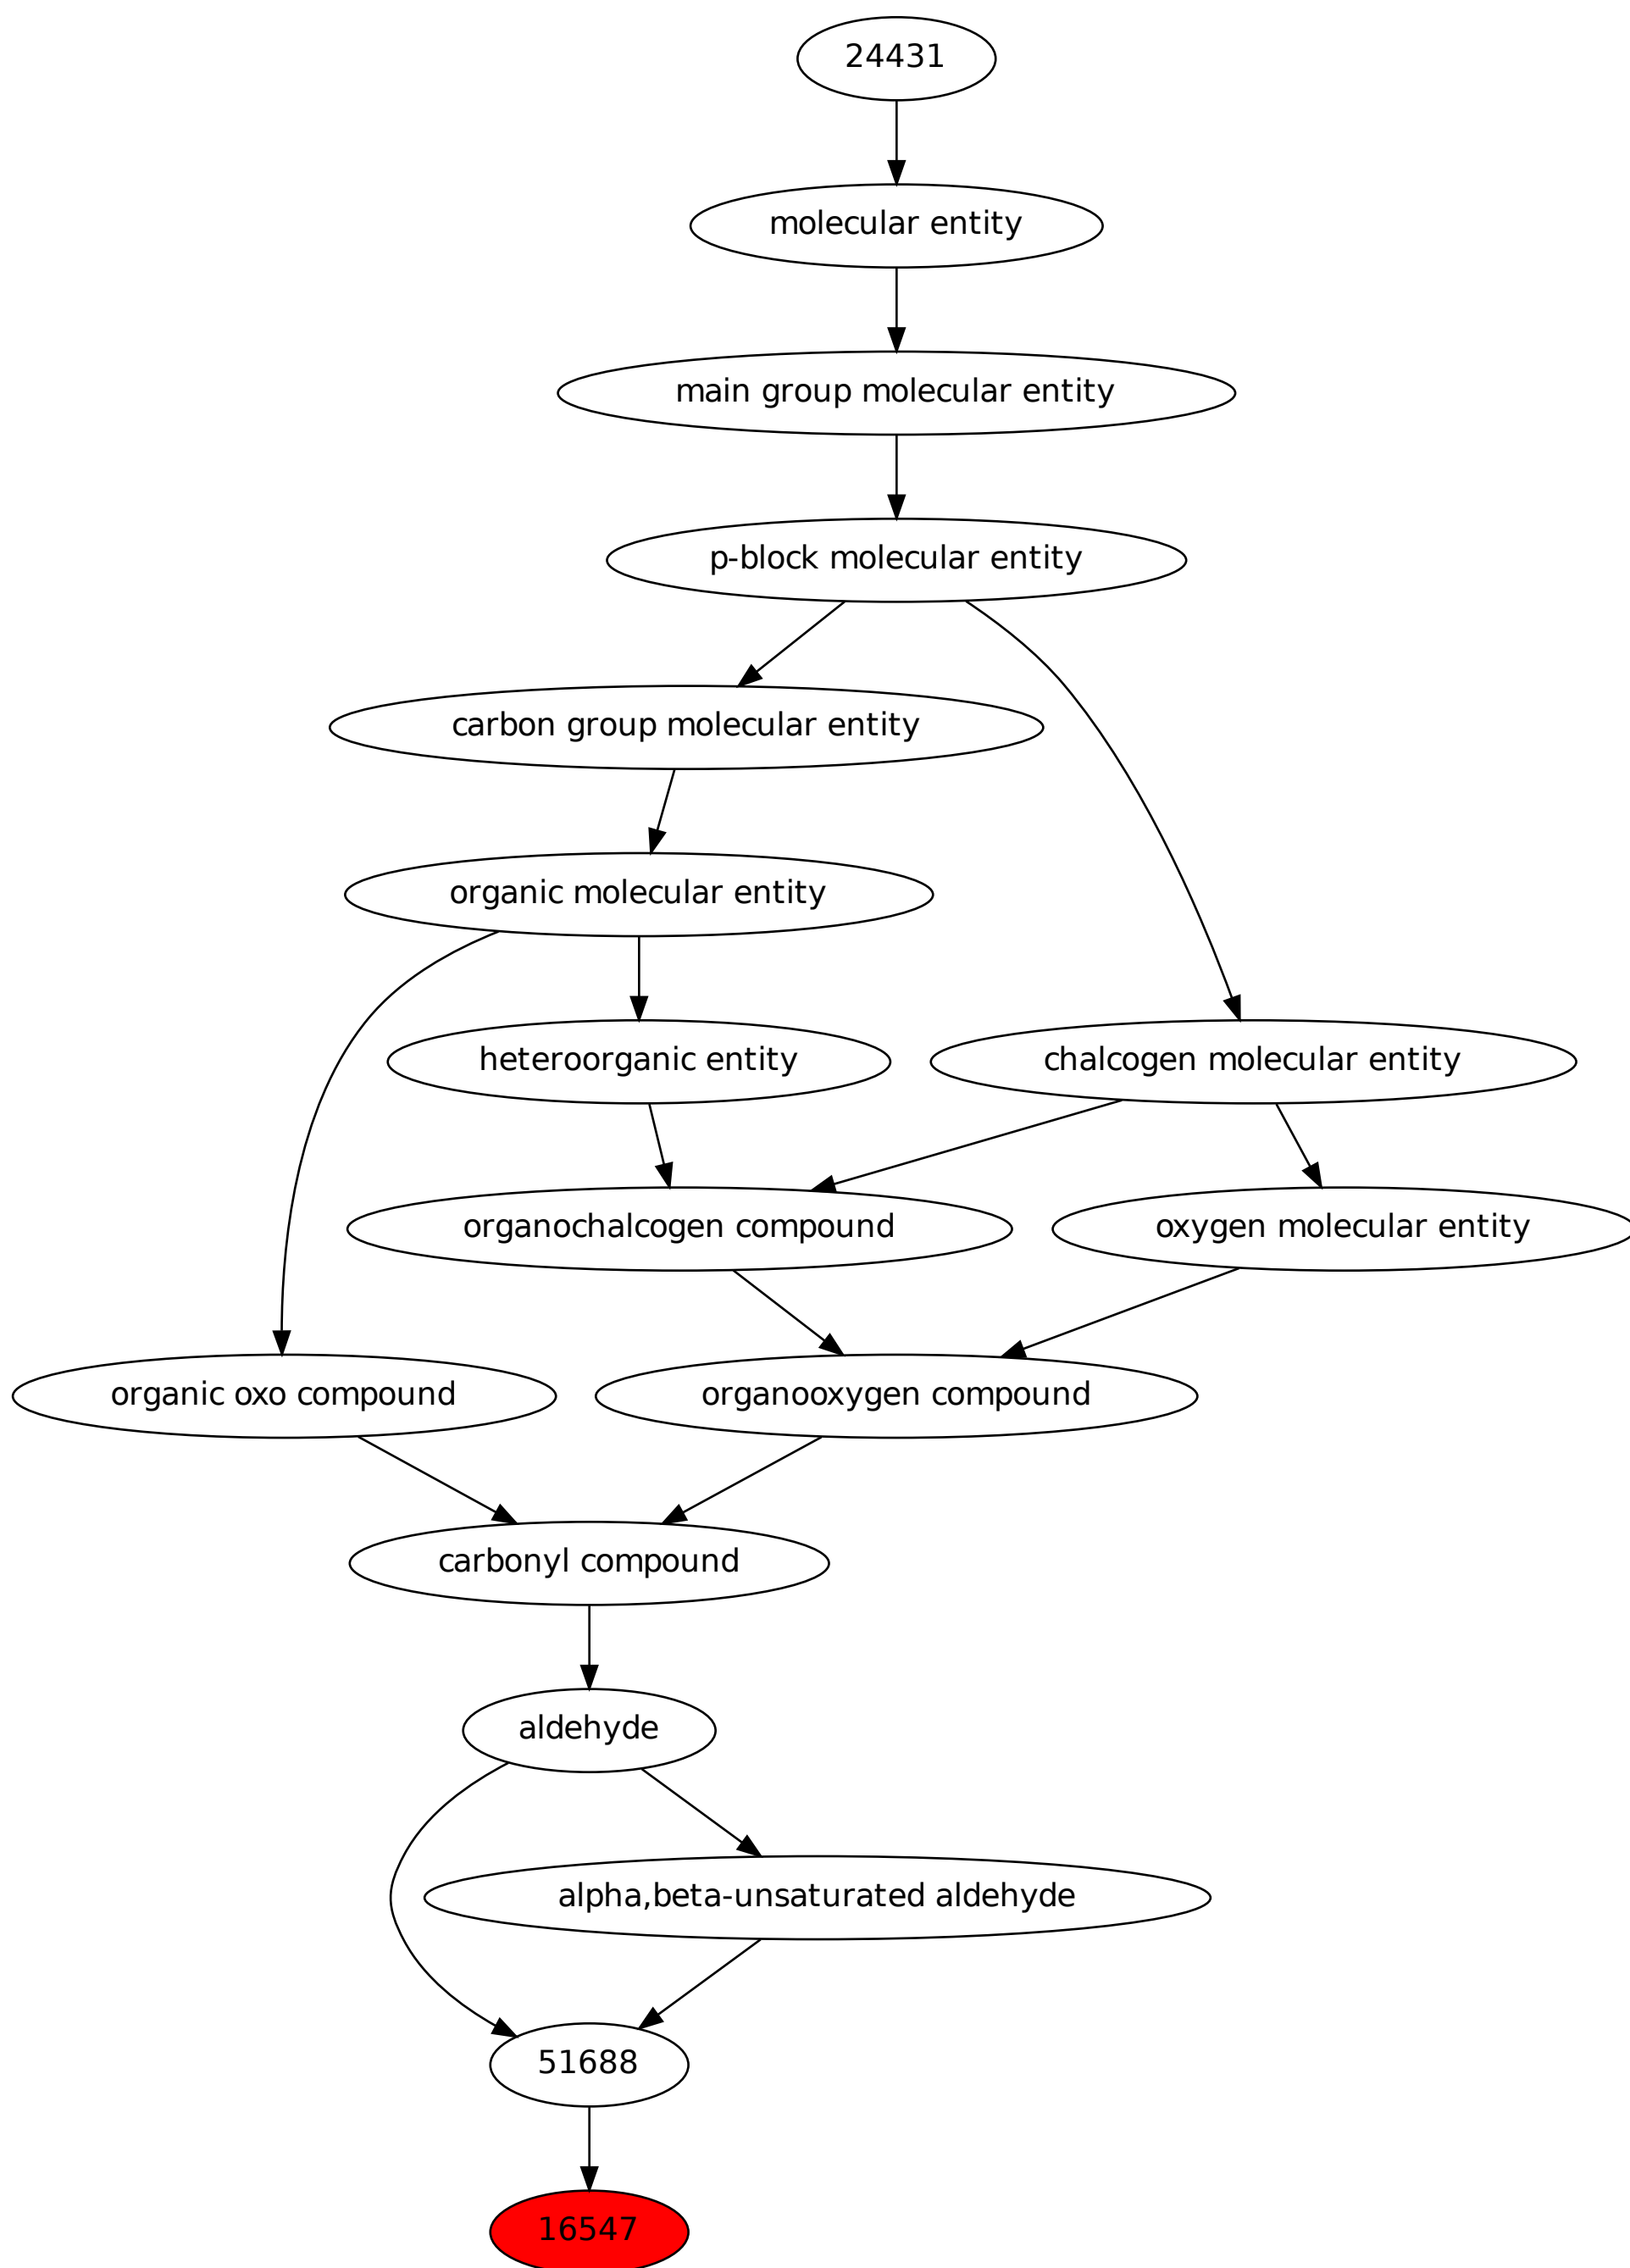 24431
molecular entity
main group molecular entity
p-block molecular entity
carbon group molecular entity
organic molecular entity
heteroorganic entity
chalcogen molecular entity
organochalcogen compound
oxygen molecular entity
organic oxo compound
organooxygen compound
carbonyl compound
aldehyde
alpha,beta-unsaturated aldehyde
51688
16547